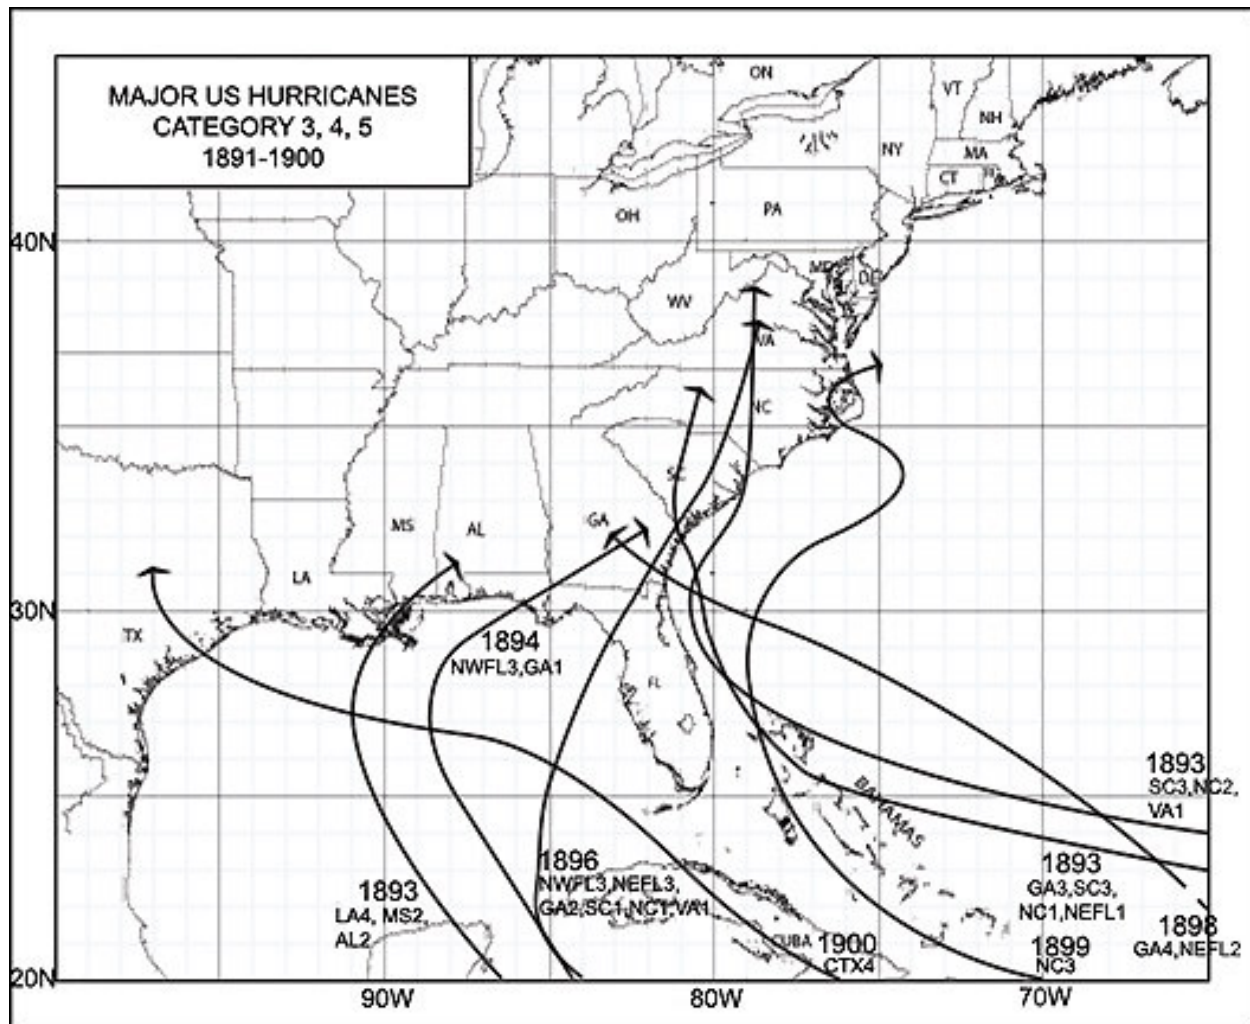 MAJOR US HURRICANES
CATEGORY 3, 4, 5
1891-1900
ON
VT
NH
NY
MA
CT
RI
PA
OH
40N
MD
DE
WV
VA
NC
SC
GA
MS
AL
LA
30N
TX
1894
NWFL3,GA1
FL
1893
SC3,NC2,
VA1
BAHAMAS
1896
NWFL3,NEFL3,
GA2,SC1,NC1,VA1
1893
GA3,SC3,
NC1,NEFL1
1893
LA4, MS2,
AL2
1898
GA4,NEFL2
CUBA
1900
CTX4
1899
NC3
20N
90W
80W
70W